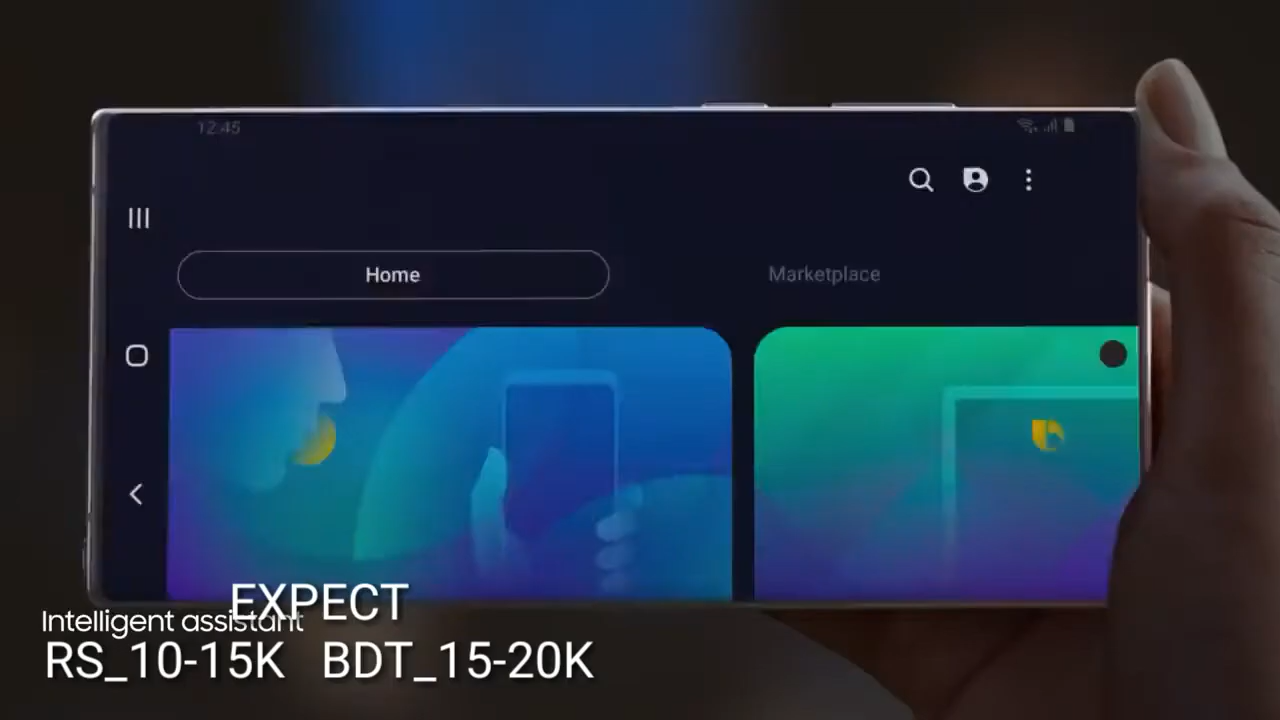 12:45
Home
Marketplace
EXPECT
Intelligent assistant
RS_10-15K BDT_15-20K